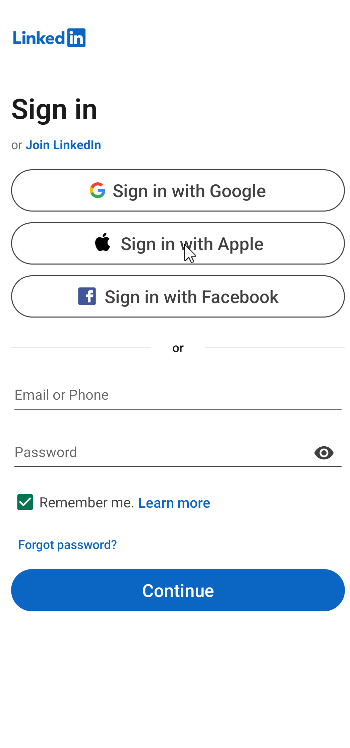 Linked in
Sign in
or Join LinkedIn
Sign in with Google
Sign in with Apple
Sign in with Facebook
or
Email or Phone
Password
Remember me. Learn more
Forgot password?
Continue